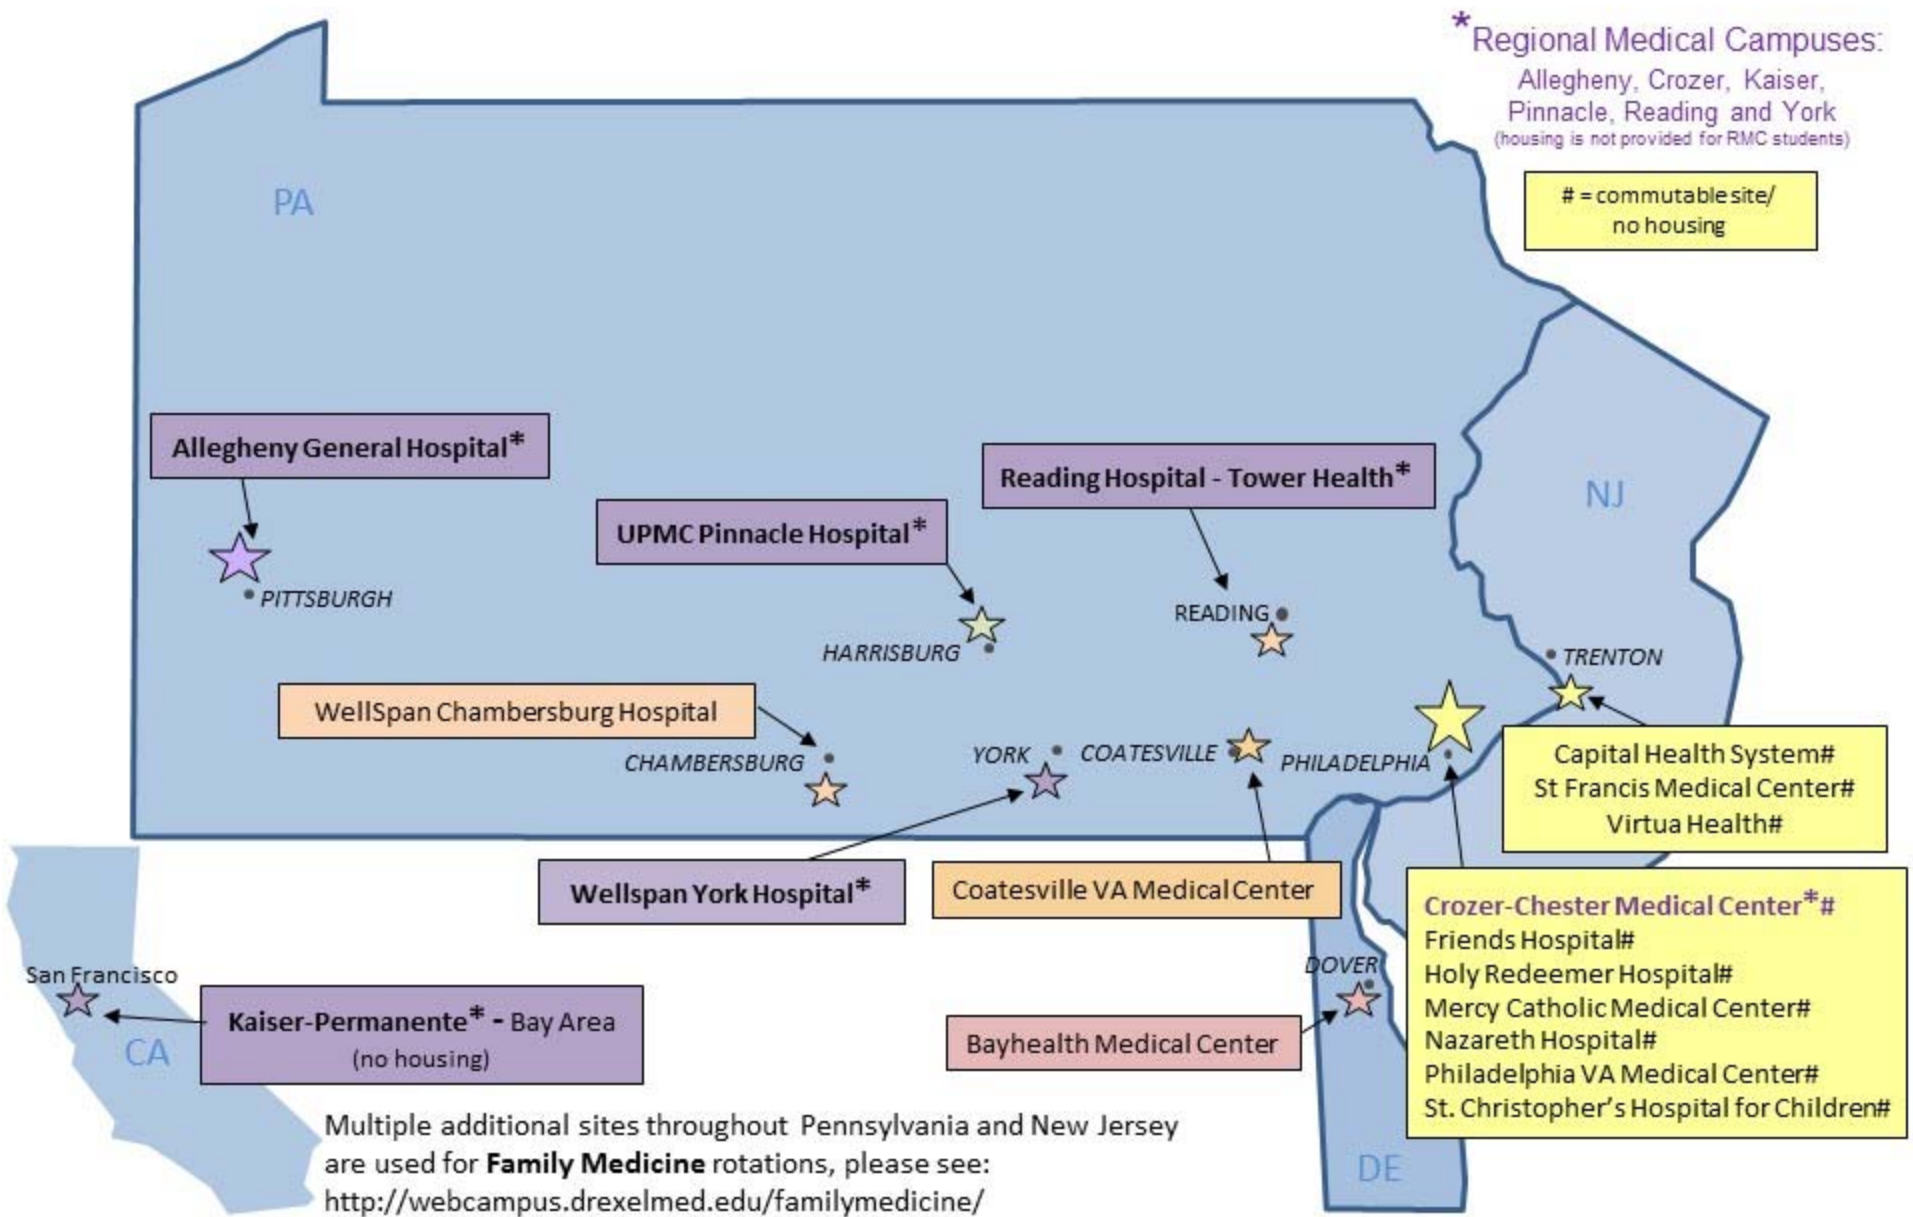 *Regional Medical Campuses:
Allegheny, Crozer, Kaiser,
Pinnacle, Reading and York
(housing is not provided for RMC students)
# = commutable site/
no housing
PA
NJ
Allegheny General Hospital*
Reading Hospital - Tower Health*
UPMC Pinnacle Hospital*
PITTSBURGH
READING
HARRISBURG
TRENTON
WellSpan Chambersburg Hospital
CHAMBERSBURG
YORK
COATESVILLE
PHILADELPHIA
Capital Health System#
St Francis Medical Center#
Virtua Health#
Wellspan York Hospital*
Coatesville VA Medical Center
Crozer-Chester Medical Center*#
Friends Hospital#
Holy Redeemer Hospital#
Mercy Catholic Medical Center#
Nazareth Hospital#
Philadelphia VA Medical Center#
St. Christopher's Hospital for Children#
DOVER
San Francisco
Kaiser-Permanente* - Bay Area
(no housing)
CA
Bayhealth Medical Center
DE
Multiple additional sites throughout Pennsylvania and New Jersey
are used for Family Medicine rotations, please see:
http://webcampus.drexelmed.edu/familymedicine/